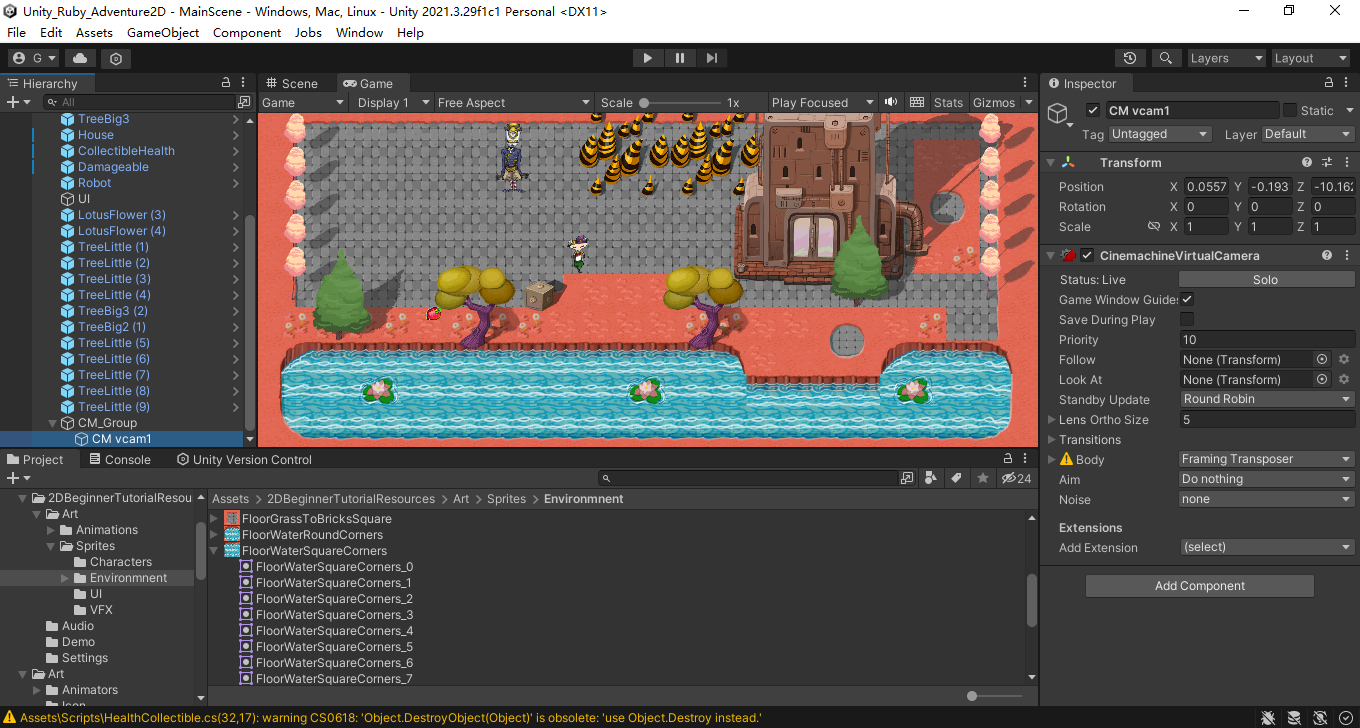 Unity_Ruby_Adventure2D - MainScene - Windows, Mac, Linux - Unity 2021.3.29f1c1 Personal <DX11>
File Edit Assets GameObject Component Jobs Window Help
G Layers Layout
Hierarchy
All
TreeBig3
House
CollectibleHealth
Damageable
Robot
UI
LotusFlower (3)
LotusFlower (4)
TreeLittle (1)
TreeLittle (2)
TreeLittle (3)
TreeLittle (4)
TreeBig3 (2)
TreeBig2 (1)
TreeLittle (5)
TreeLittle (6)
TreeLittle (7)
TreeLittle (8)
TreeLittle (9)
CM_Group
CM vcam1
Scene Game
Game Display 1 Free Aspect Scale 1x Play Focused Stats Gizmos
Inspector
CM vcam1 Static
Tag Untagged Layer Default
Transform
Position X 0.0557 Y -0.193 Z -10.162
Rotation X 0 Y 0 Z 0
Scale X 1 Y 1 Z 1
CinemachineVirtualCamera
Status: Live Solo
Game Window Guides
Save During Play
Priority 10
Follow None (Transform)
Look At None (Transform)
Standby Update Round Robin
Lens Ortho Size 5
Transitions
Body Framing Transposer
Aim Do nothing
Noise none
Extensions
Add Extension (select)
Add Component
Project Console Unity Version Control
24
2DBeginnerTutorialResou
Art
Animations
Sprites
Characters
Environmnent
UI
VFX
Audio
Demo
Settings
Art
Animators
Assets > 2DBeginnerTutorialResources > Art > Sprites > Environmnent
FloorGrassToBricksSquare
FloorWaterRoundCorners
FloorWaterSquareCorners
FloorWaterSquareCorners_0
FloorWaterSquareCorners_1
FloorWaterSquareCorners_2
FloorWaterSquareCorners_3
FloorWaterSquareCorners_4
FloorWaterSquareCorners_5
FloorWaterSquareCorners_6
FloorWaterSquareCorners_7
Assets\Scripts\HealthCollectible.cs(32,17): warning CS0618: 'Object.DestroyObject(Object)' is obsolete: 'use Object.Destroy instead.'